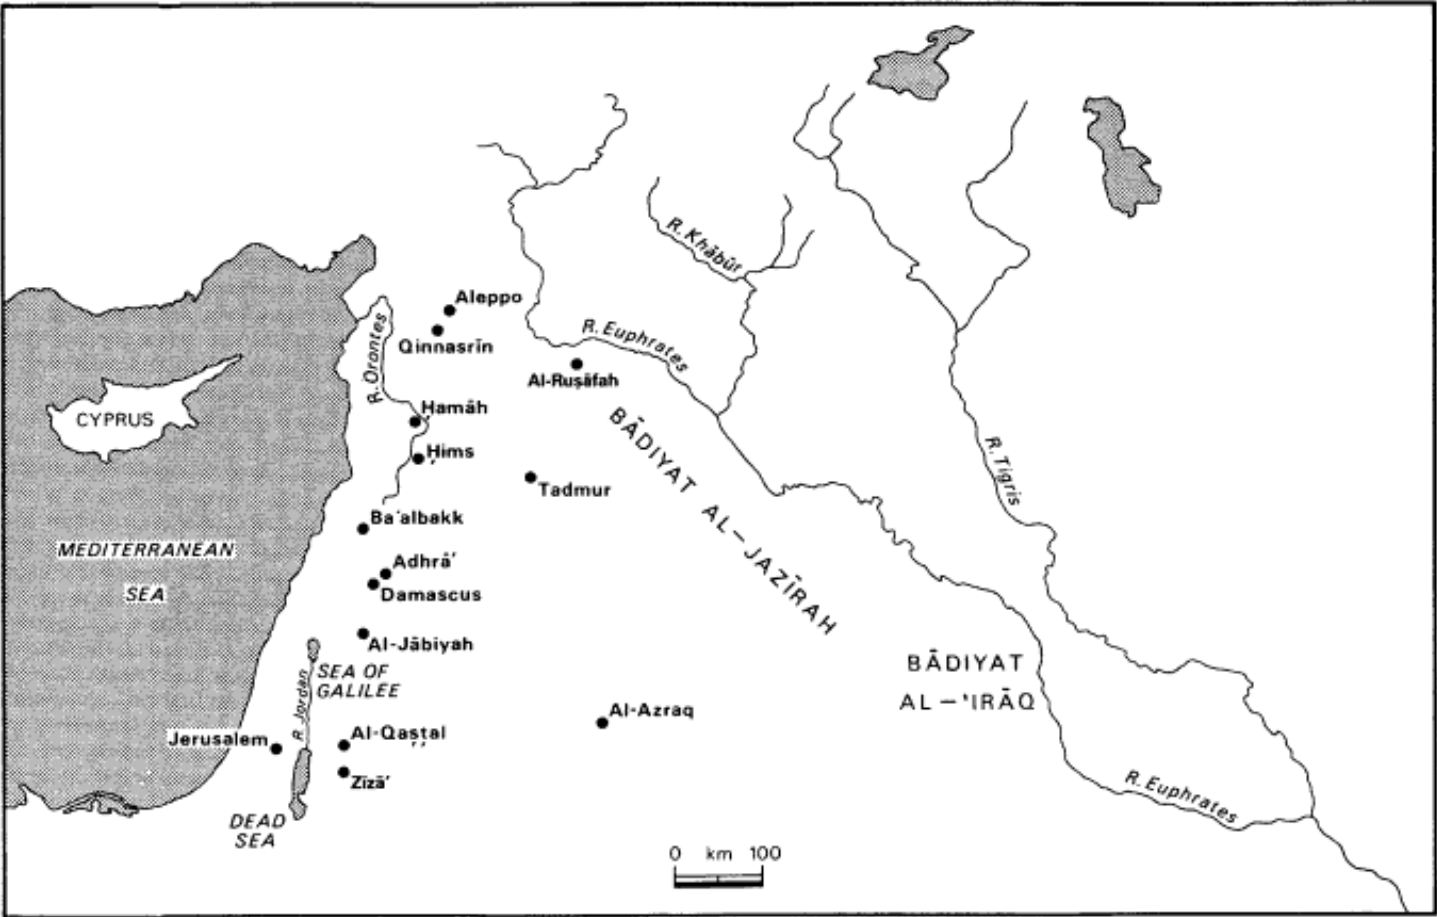 R. Khābūr
Aleppo
R. Orontes
Qinnasrīn
R. Euphrates
Al-Ruṣāfah
CYPRUS
Hamāh
BĀDIYAT AL–JAZĪRAH
R. Tigris
Ḥims
Tadmur
Ba'albakk
MEDITERRANEAN
SEA
Adhrā'
Damascus
Al-Jābiyah
SEA OF
GALILEE
BĀDIYAT
AL–'IRĀQ
R. Jordan
Al-Azraq
Jerusalem
Al-Qaṣṭal
Zīzā'
R. Euphrates
DEAD
SEA
0 km 100